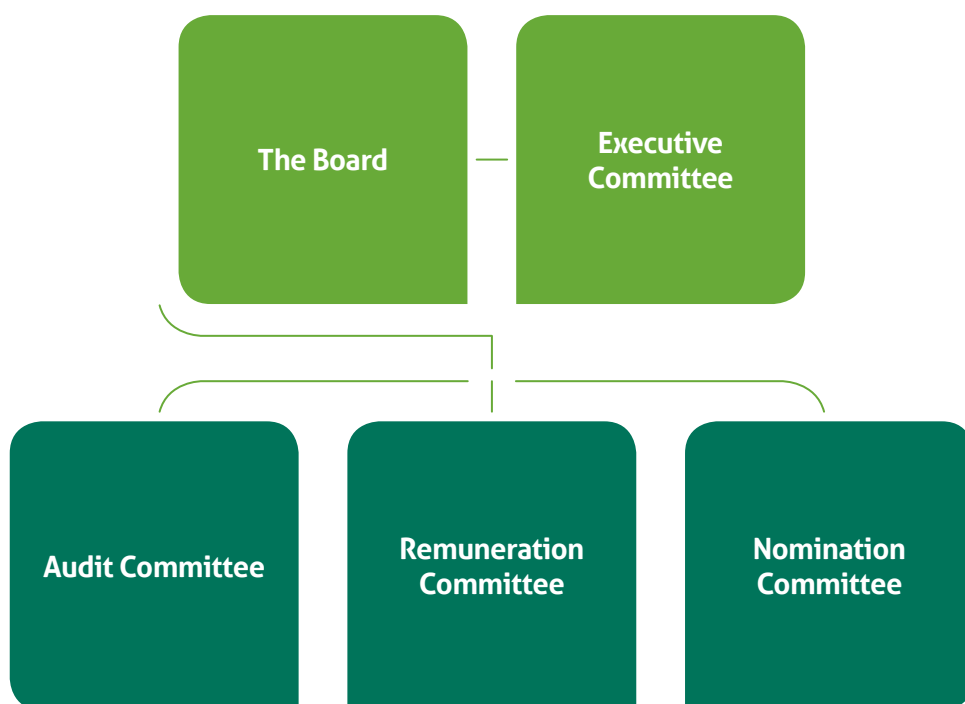 The Board
Executive
Committee
Audit Committee
Remuneration
Committee
Nomination
Committee